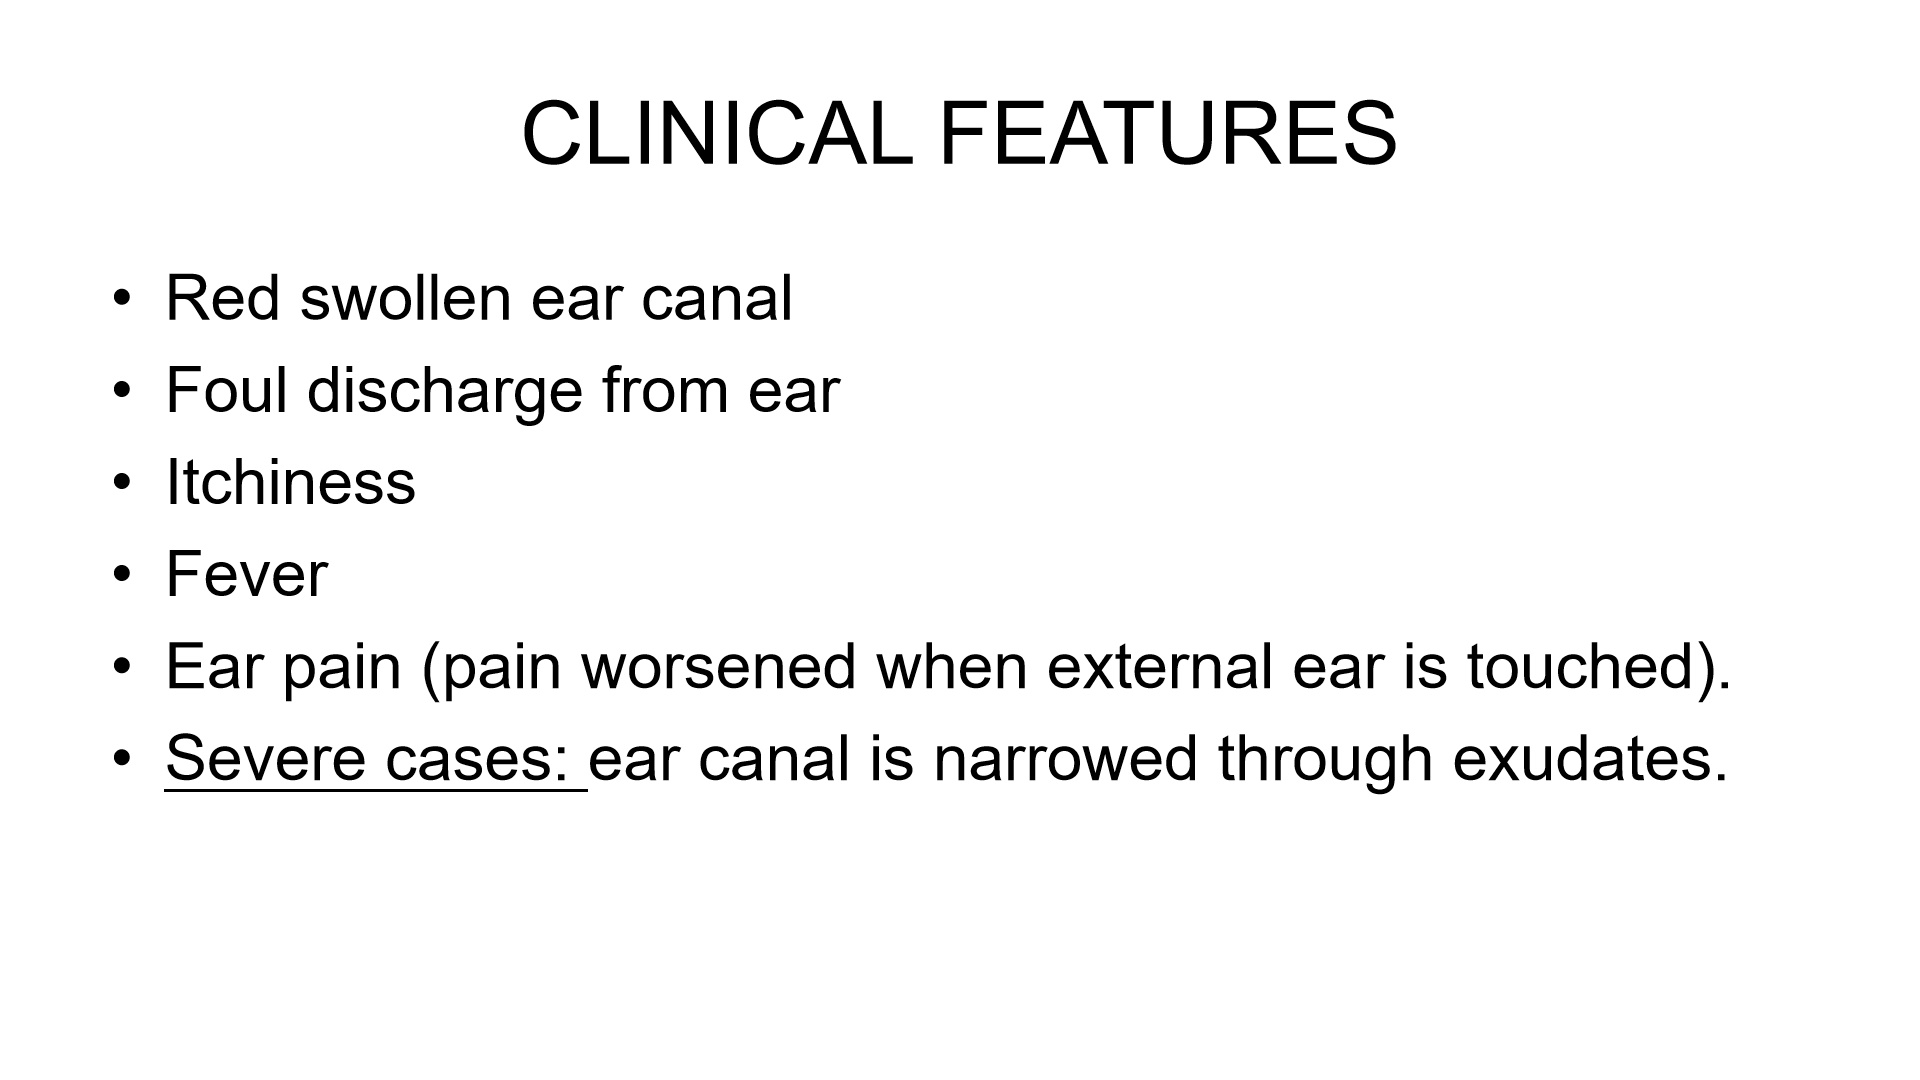 CLINICAL FEATURES
• Red swollen ear canal
• Foul discharge from ear
• Itchiness
• Fever
• Ear pain (pain worsened when external ear is touched).
• Severe cases: ear canal is narrowed through exudates.